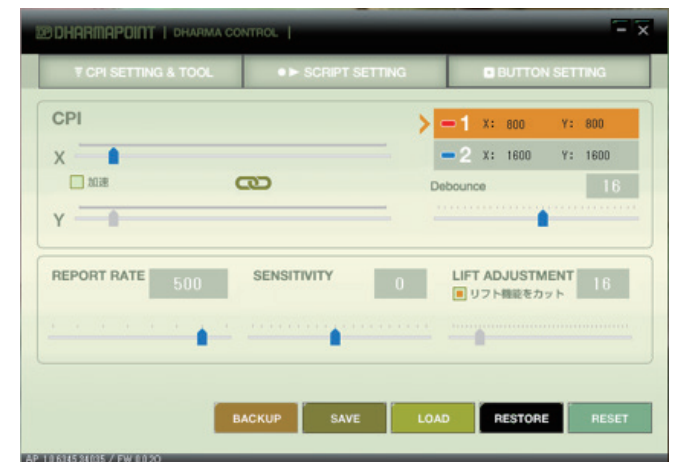 DHARMAPOINT | DHARMA CONTROL |
CPI SETTING & TOOL SCRIPT SETTING BUTTON SETTING
CPI
1 X: 800 Y: 800
X
2 X: 1600 Y: 1600
加速
Debounce 16
Y
REPORT RATE 500 SENSITIVITY 0 LIFT ADJUSTMENT 16
リフト機能をカット
BACKUP SAVE LOAD RESTORE RESET